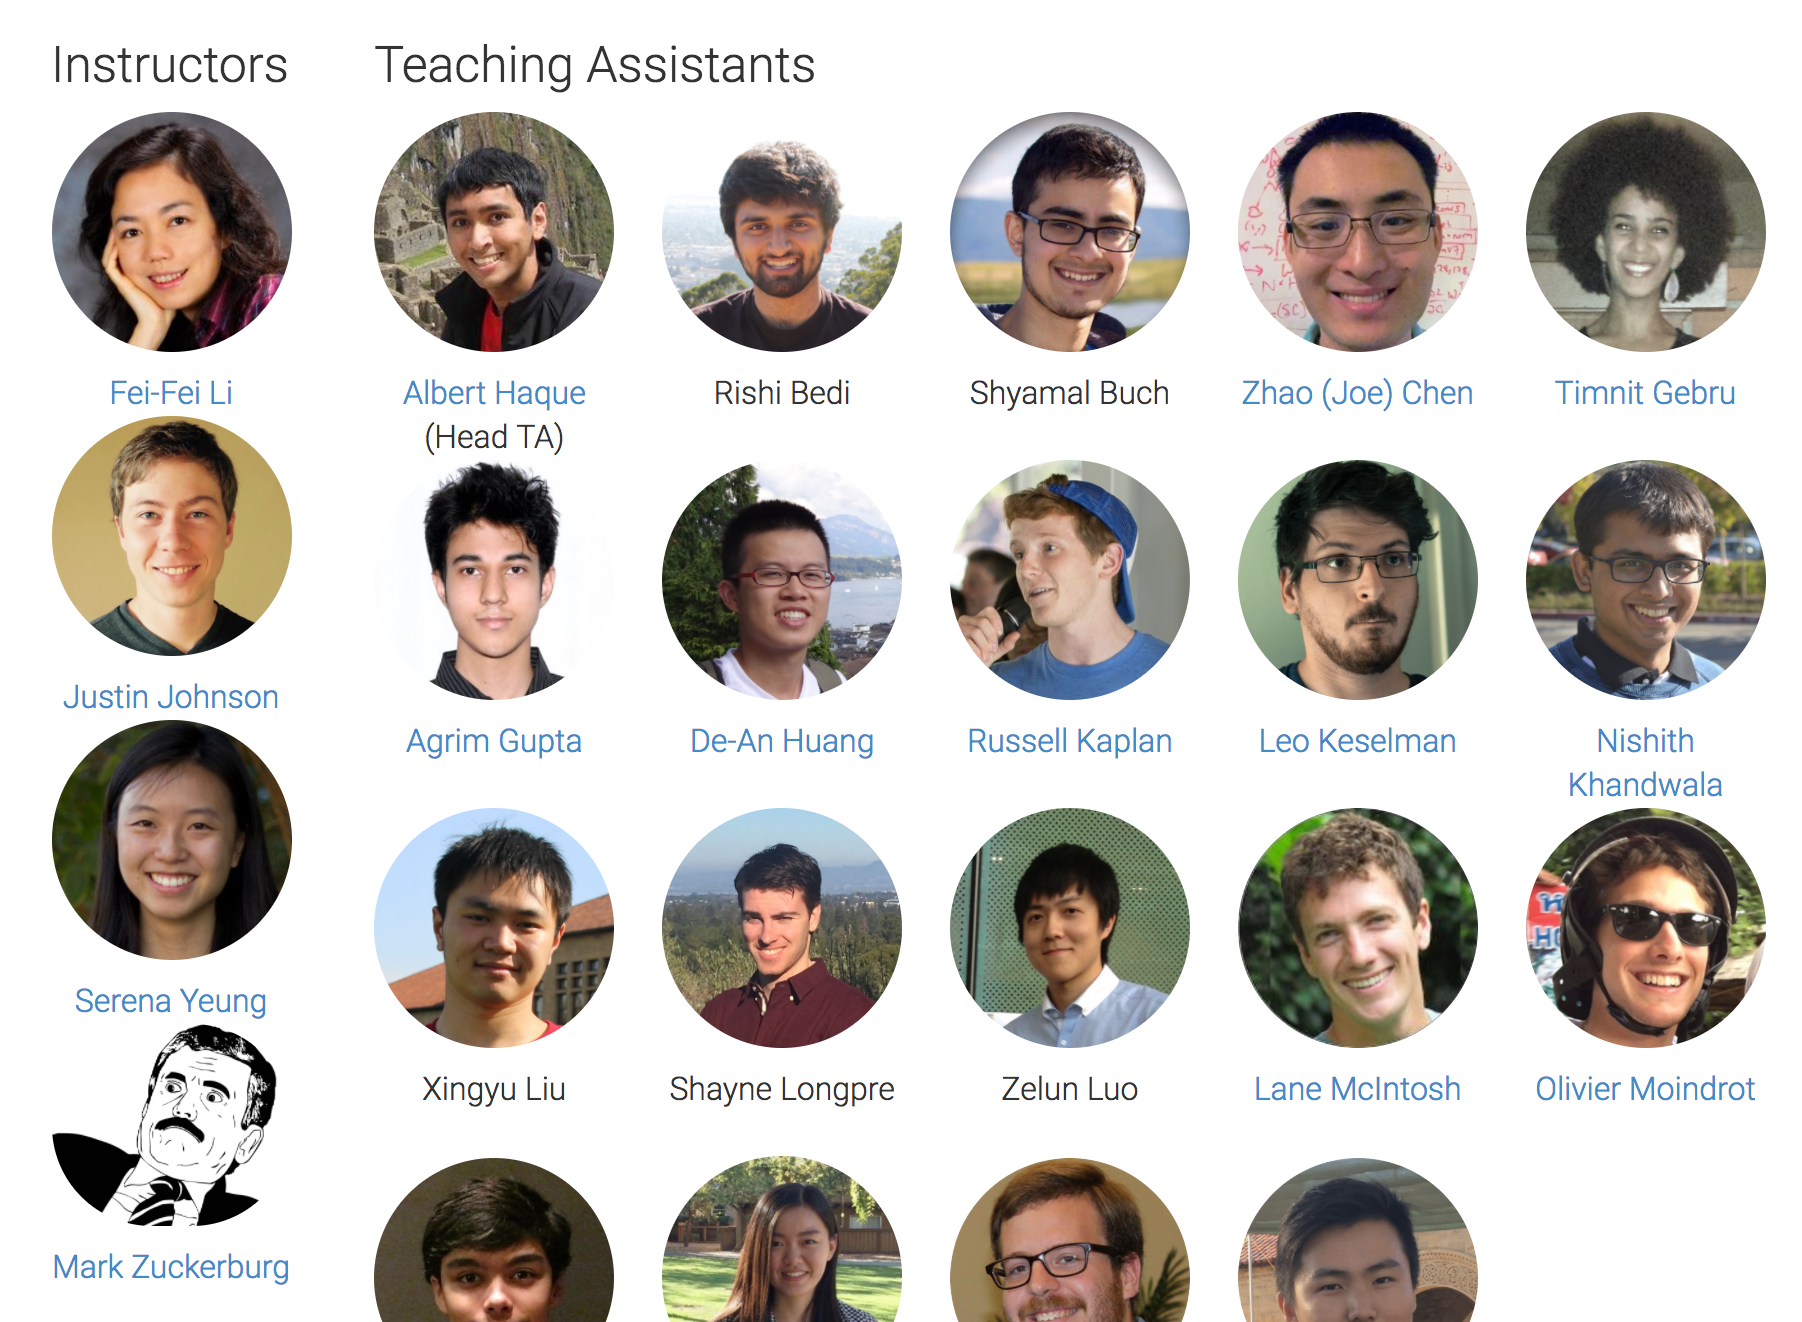 Instructors
Teaching Assistants
Fei-Fei Li
Albert Haque
(Head TA)
Rishi Bedi
Shyamal Buch
Zhao (Joe) Chen
Timnit Gebru
Justin Johnson
Agrim Gupta
De-An Huang
Russell Kaplan
Leo Keselman
Nishith
Khandwala
Serena Yeung
Xingyu Liu
Shayne Longpre
Zelun Luo
Lane McIntosh
Olivier Moindrot
Mark Zuckerburg